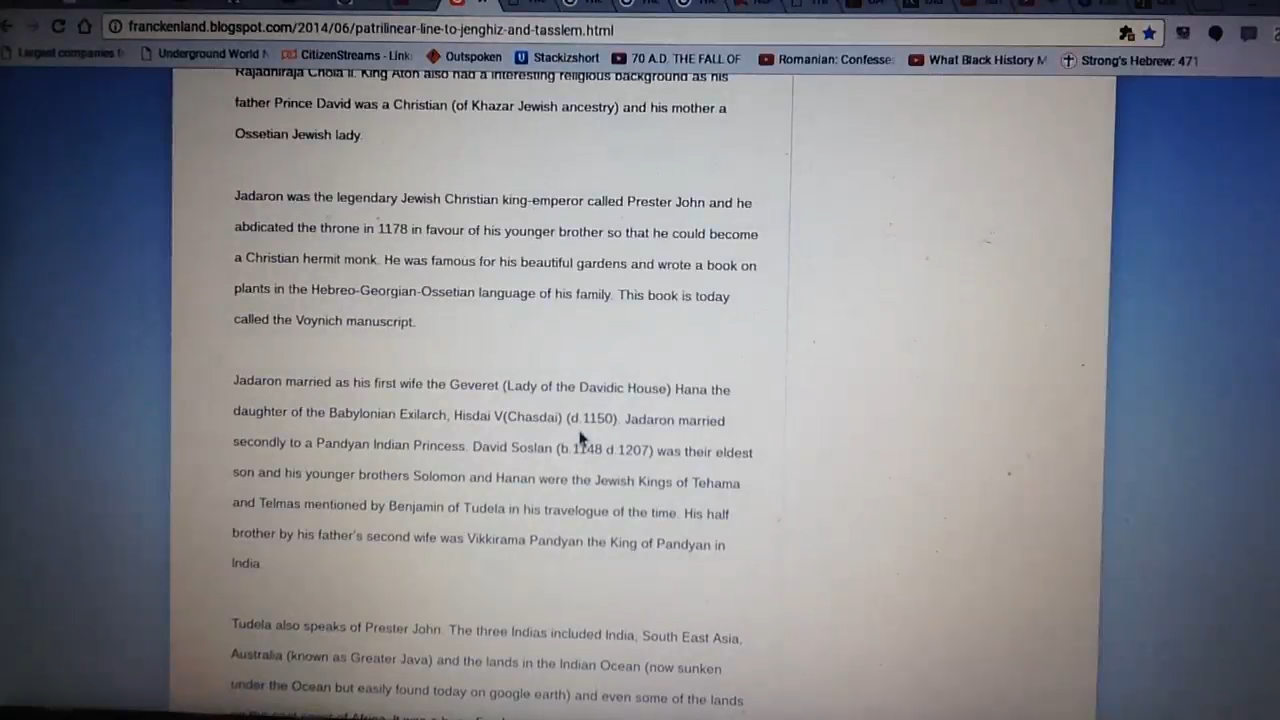 franckenland.blogspot.com/2014/06/patrilinear-line-to-jenghiz-and-tasslem.html
Largest companies
Underground World
CitizenStreams - Link
Outspoken
Stackizshort
70 A.D. THE FALL OF
Romanian: Confesse
What Black History M
Strong's Hebrew: 471
Rajadhiraja Chola II. King Aton also had a interesting religious background as his
father Prince David was a Christian (of Khazar Jewish ancestry) and his mother a
Ossetian Jewish lady.
Jadaron was the legendary Jewish Christian king-emperor called Prester John and he
abdicated the throne in 1178 in favour of his younger brother so that he could become
a Christian hermit monk. He was famous for his beautiful gardens and wrote a book on
plants in the Hebreo-Georgian-Ossetian language of his family. This book is today
called the Voynich manuscript.
Jadaron married as his first wife the Geveret (Lady of the Davidic House) Hana the
daughter of the Babylonian Exilarch, Hisdai V(Chasdai) (d.1150). Jadaron married
secondly to a Pandyan Indian Princess. David Soslan (b.1148 d.1207) was their eldest
son and his younger brothers Solomon and Hanan were the Jewish Kings of Tehama
and Telmas mentioned by Benjamin of Tudela in his travelogue of the time. His half
brother by his father's second wife was Vikkirama Pandyan the King of Pandyan in
India.
Tudela also speaks of Prester John. The three Indias included India, South East Asia,
Australia (known as Greater Java) and the lands in the Indian Ocean (now sunken
under the Ocean but easily found today on google earth) and even some of the lands